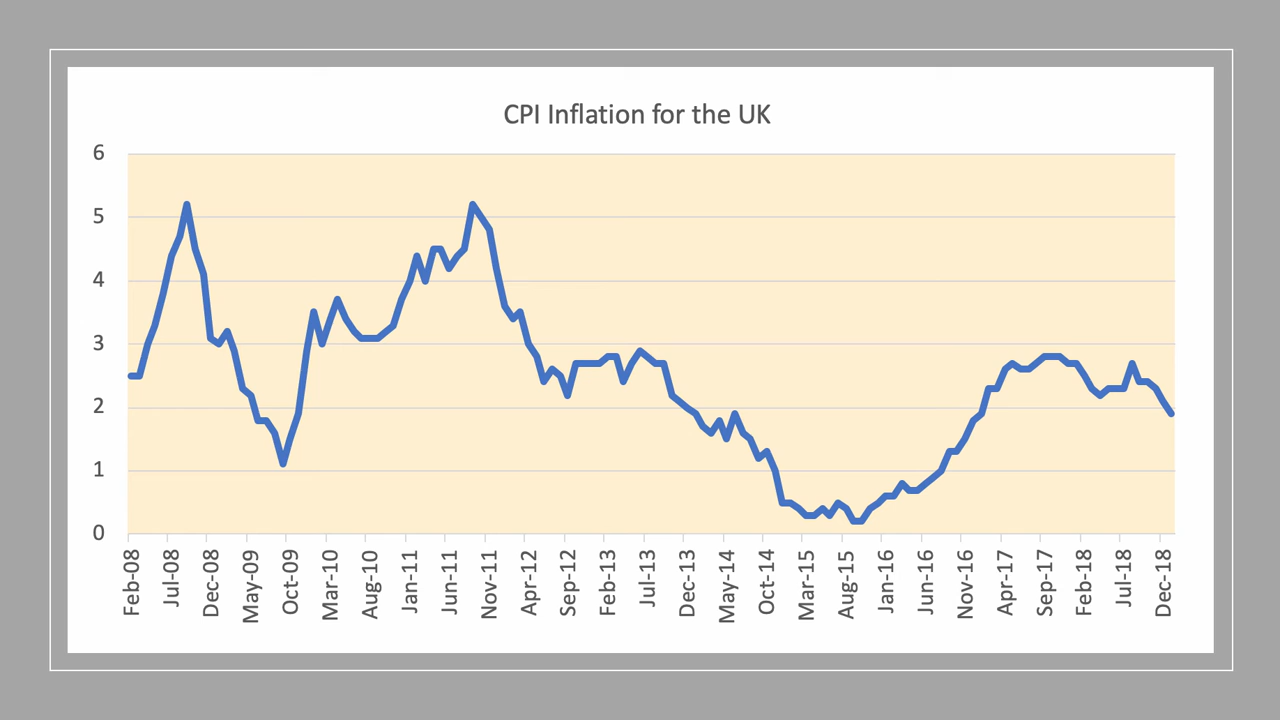 CPI Inflation for the UK
6
5
4
3
2
1
0
Feb-08
Jul-08
Dec-08
May-09
Oct-09
Mar-10
Aug-10
Jan-11
Jun-11
Nov-11
Apr-12
Sep-12
Feb-13
Jul-13
Dec-13
May-14
Oct-14
Mar-15
Aug-15
Jan-16
Jun-16
Nov-16
Apr-17
Sep-17
Feb-18
Jul-18
Dec-18